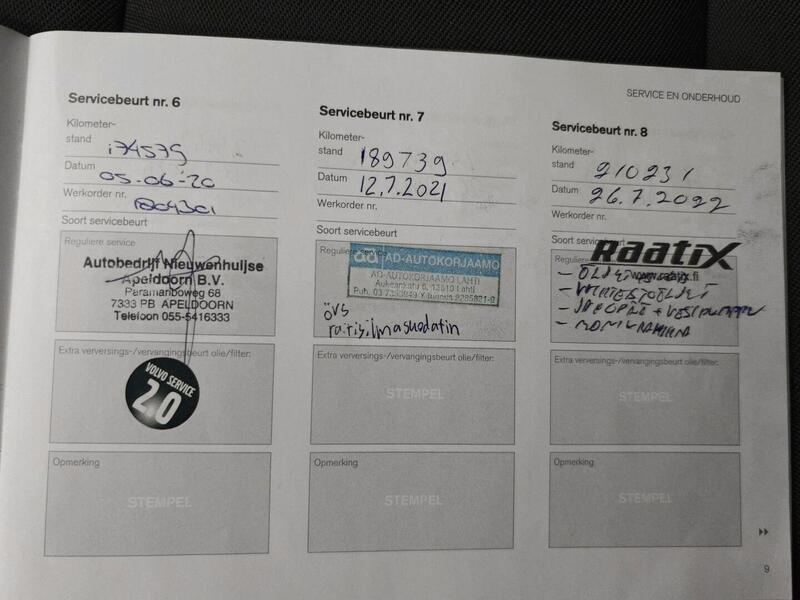 SERVICE EN ONDERHOUD
Servicebeurt nr. 6
Kilometer-
stand 174579
Datum 05-06-20
Werkorder nr.
Soort servicebeurt
Reguliere service
Autobedrijf Nieuwenhuijse
Apeldoorn B.V.
Paramariboweg 68
7333 PB APELDOORN
Telefoon 055-5416333
Extra verversings-/vervangingsbeurt olie/filter:
VOLVO SERVICE
2.0
Opmerking
STEMPEL
Servicebeurt nr. 7
Kilometer-
stand 189739
Datum 12.7.2021
Werkorder nr.
Soort servicebeurt
Reguliere service
ad AD-AUTOKORJAAMO
AD-AUTOKORJAAMO LAHTI
övs
raitis.ilmasuodatin
Extra verversings-/vervangingsbeurt olie/filter:
STEMPEL
Opmerking
STEMPEL
Servicebeurt nr. 8
Kilometer-
stand 210231
Datum 26.7.2022
Werkorder nr.
Soort servicebeurt
RaatiX
www.raatix.fi
Extra verversings-/vervangingsbeurt olie/filter:
STEMPEL
Opmerking
STEMPEL
9